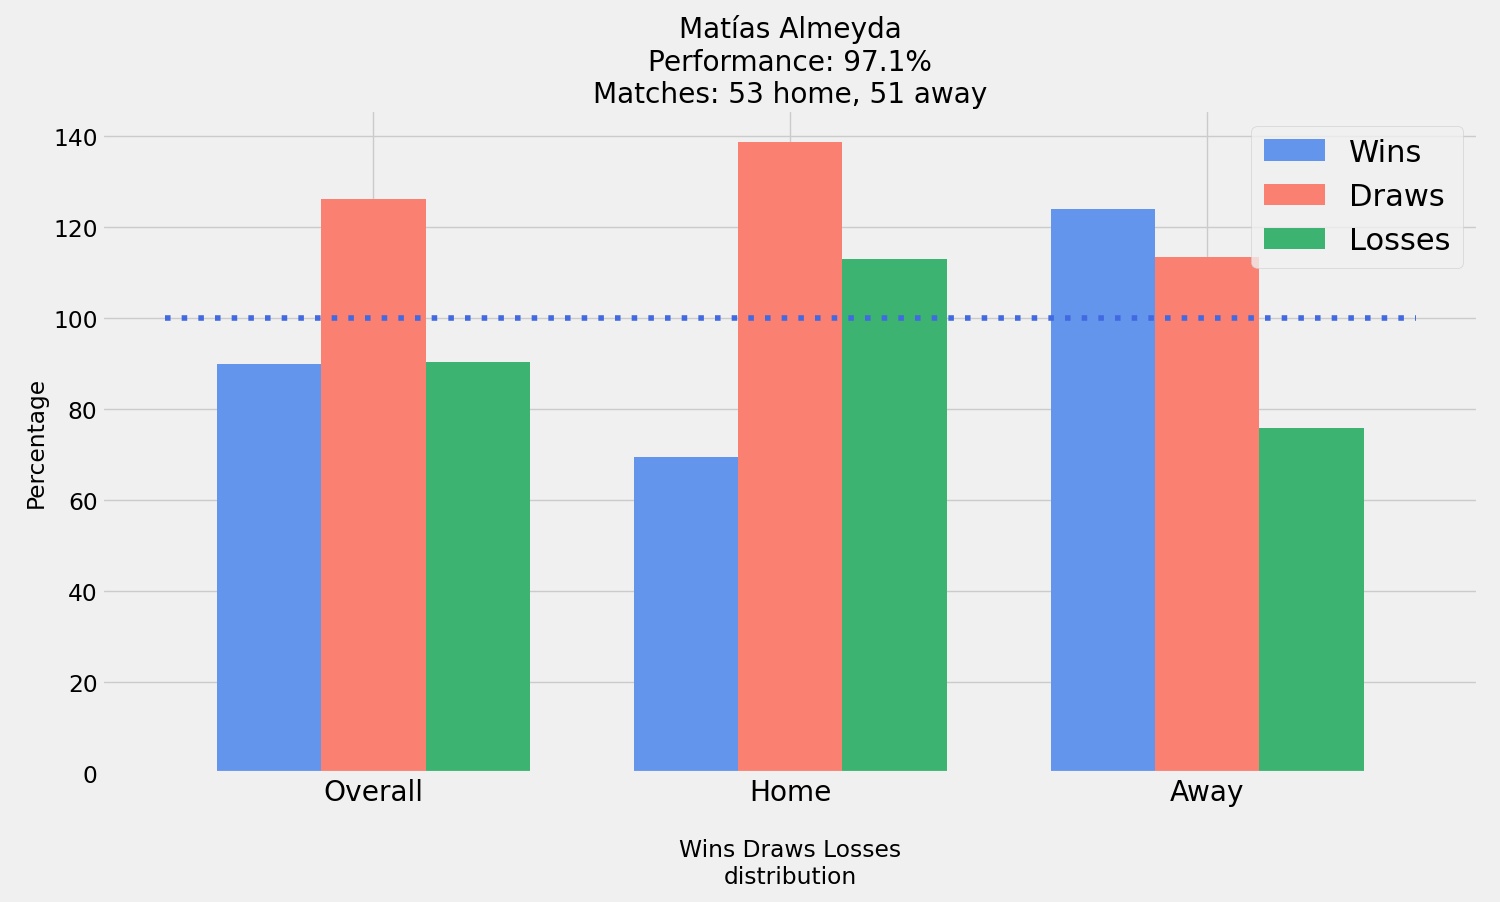 Matías Almeyda
Performance: 97.1%
Matches: 53 home, 51 away
140
120
100
80
60
40
20
0
Percentage
Wins
Draws
Losses
Overall
Home
Away
Wins Draws Losses
distribution